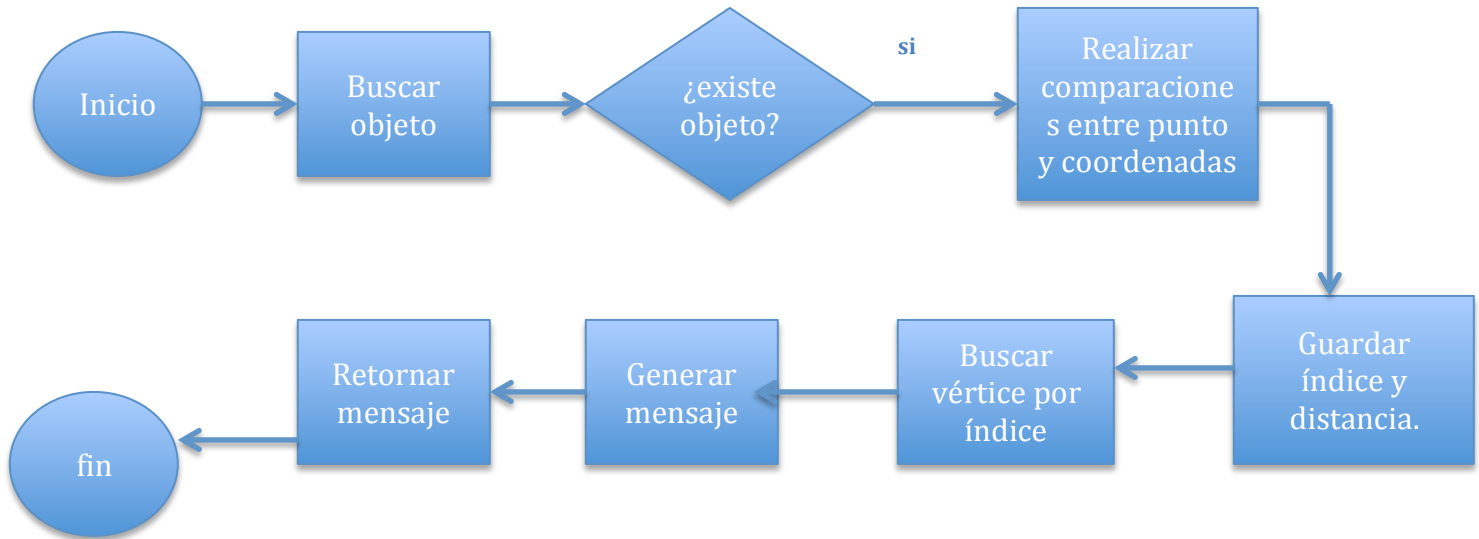 Inicio
Buscar
objeto
¿existe
objeto?
si
Realizar
comparacione
s entre punto
y coordenadas
Guardar
índice y
distancia.
Buscar
vértice por
índice
Generar
mensaje
Retornar
mensaje
fin